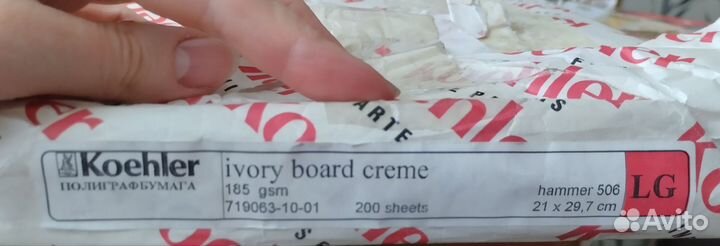 Koehler
ПОЛИГРАФБУМАГА
ivory board creme
185 gsm
719063-10-01 200 sheets
hammer 506
21 x 29,7 cm
LG
ARTE
Avito